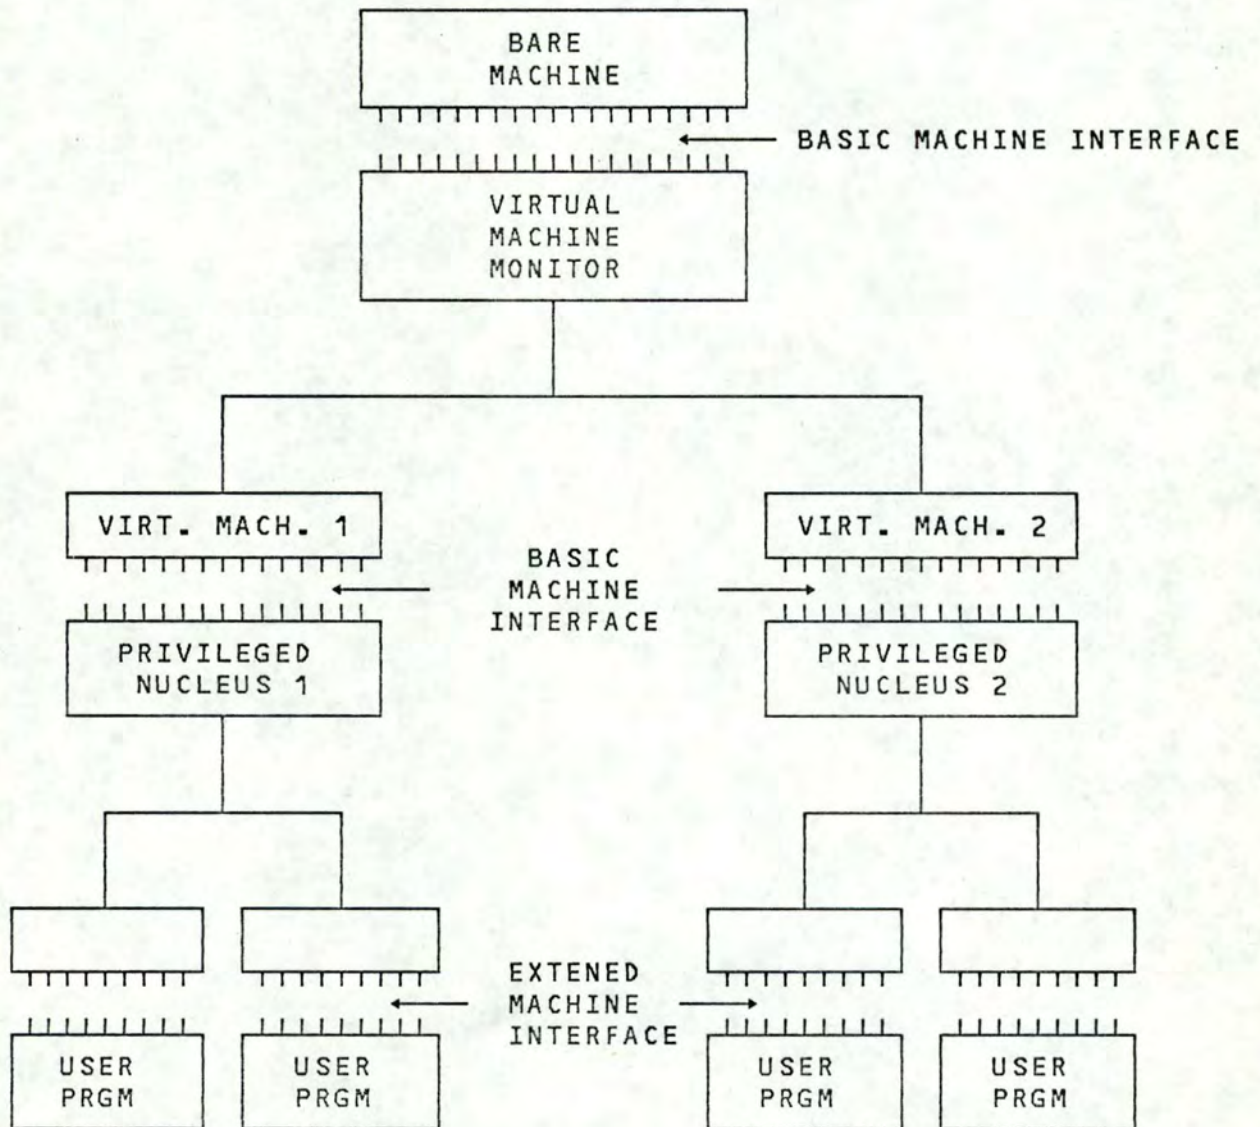 BARE
MACHINE
BASIC MACHINE INTERFACE
VIRTUAL
MACHINE
MONITOR
VIRT. MACH. 1
VIRT. MACH. 2
BASIC
MACHINE
INTERFACE
PRIVILEGED
NUCLEUS 1
PRIVILEGED
NUCLEUS 2
EXTENED
MACHINE
INTERFACE
USER
PRGM
USER
PRGM
USER
PRGM
USER
PRGM